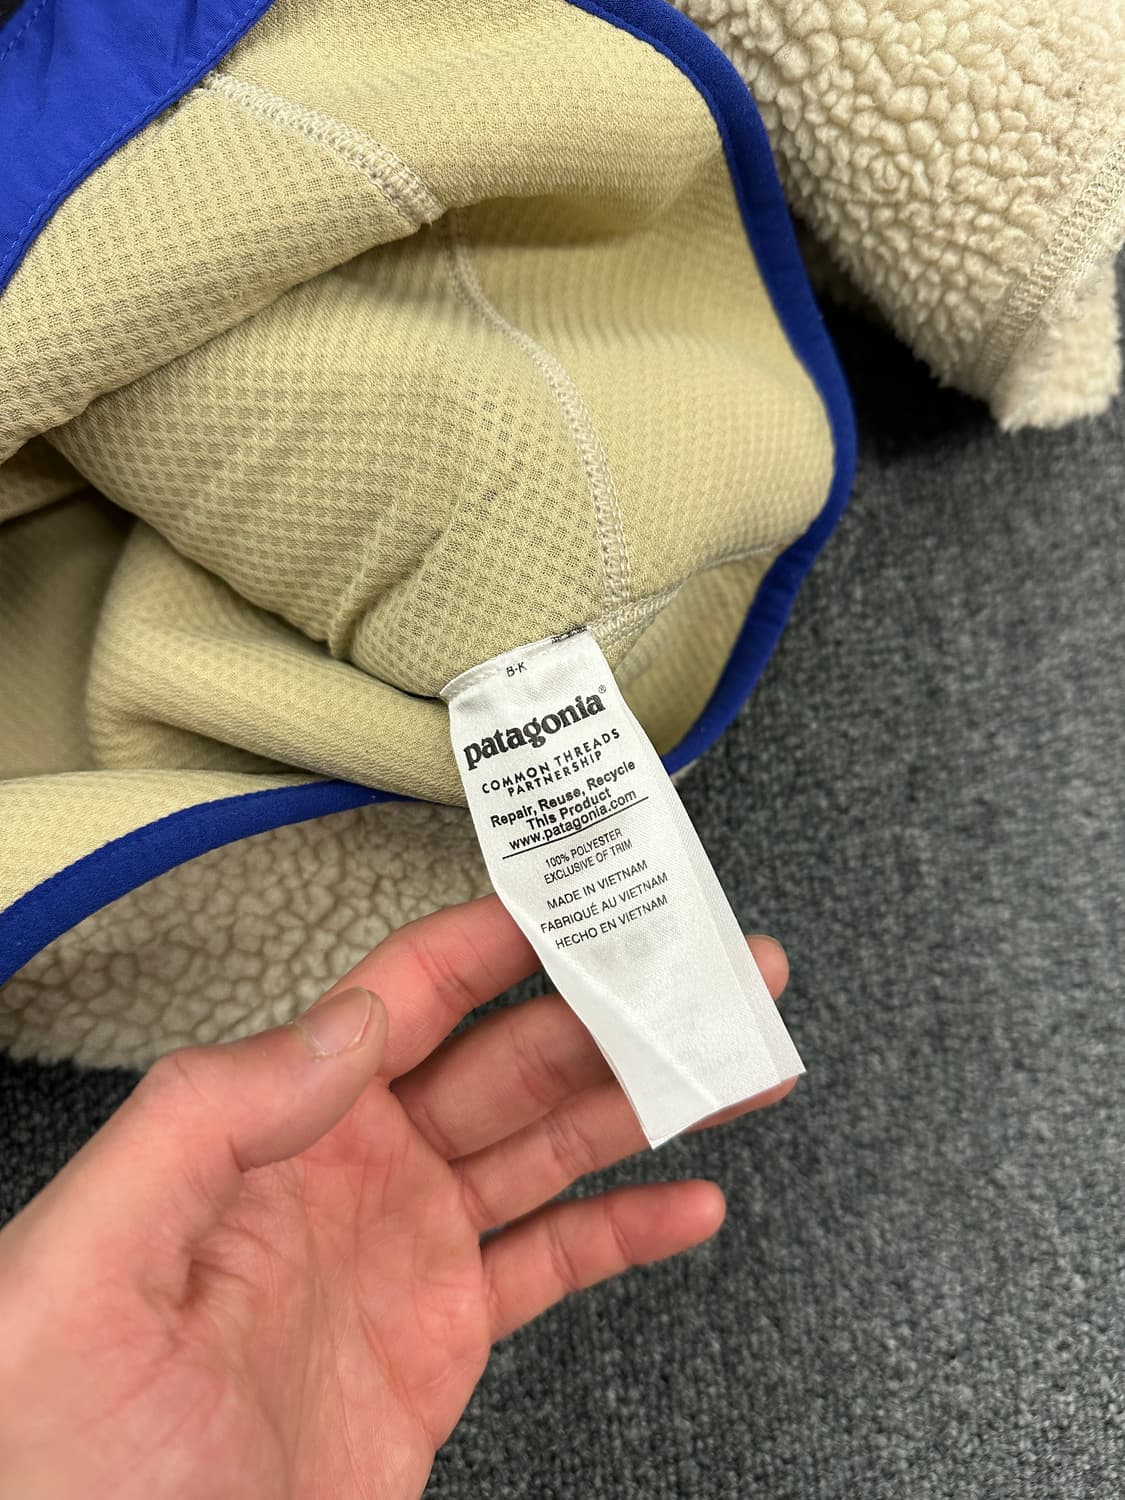 B-K
patagonia®
COMMON THREADS
PARTNERSHIP
Repair, Reuse, Recycle
This Product
www.patagonia.com
100% POLYESTER
EXCLUSIVE OF TRIM
MADE IN VIETNAM
FABRIQUÉ AU VIETNAM
HECHO EN VIETNAM